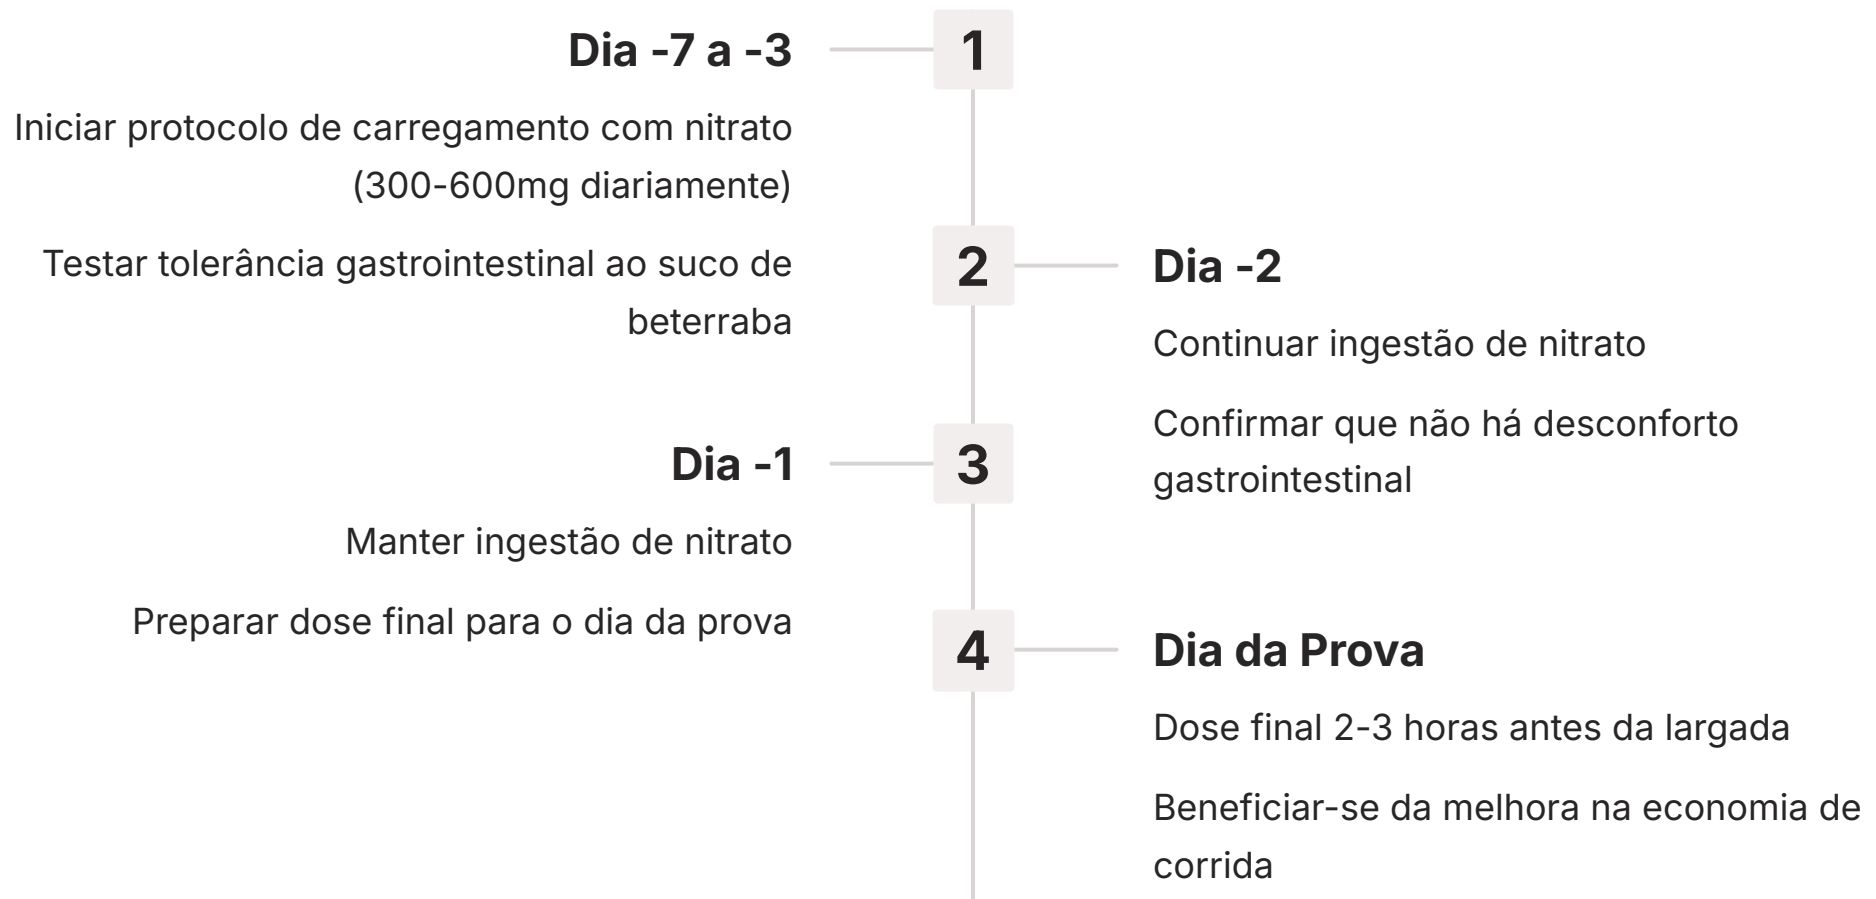 1
Dia -7 a -3
Iniciar protocolo de carregamento com nitrato
(300-600mg diariamente)
Testar tolerância gastrointestinal ao suco de
beterraba
2
Dia -2
Continuar ingestão de nitrato
Confirmar que não há desconforto
gastrointestinal
3
Dia -1
Manter ingestão de nitrato
Preparar dose final para o dia da prova
4
Dia da Prova
Dose final 2-3 horas antes da largada
Beneficiar-se da melhora na economia de
corrida